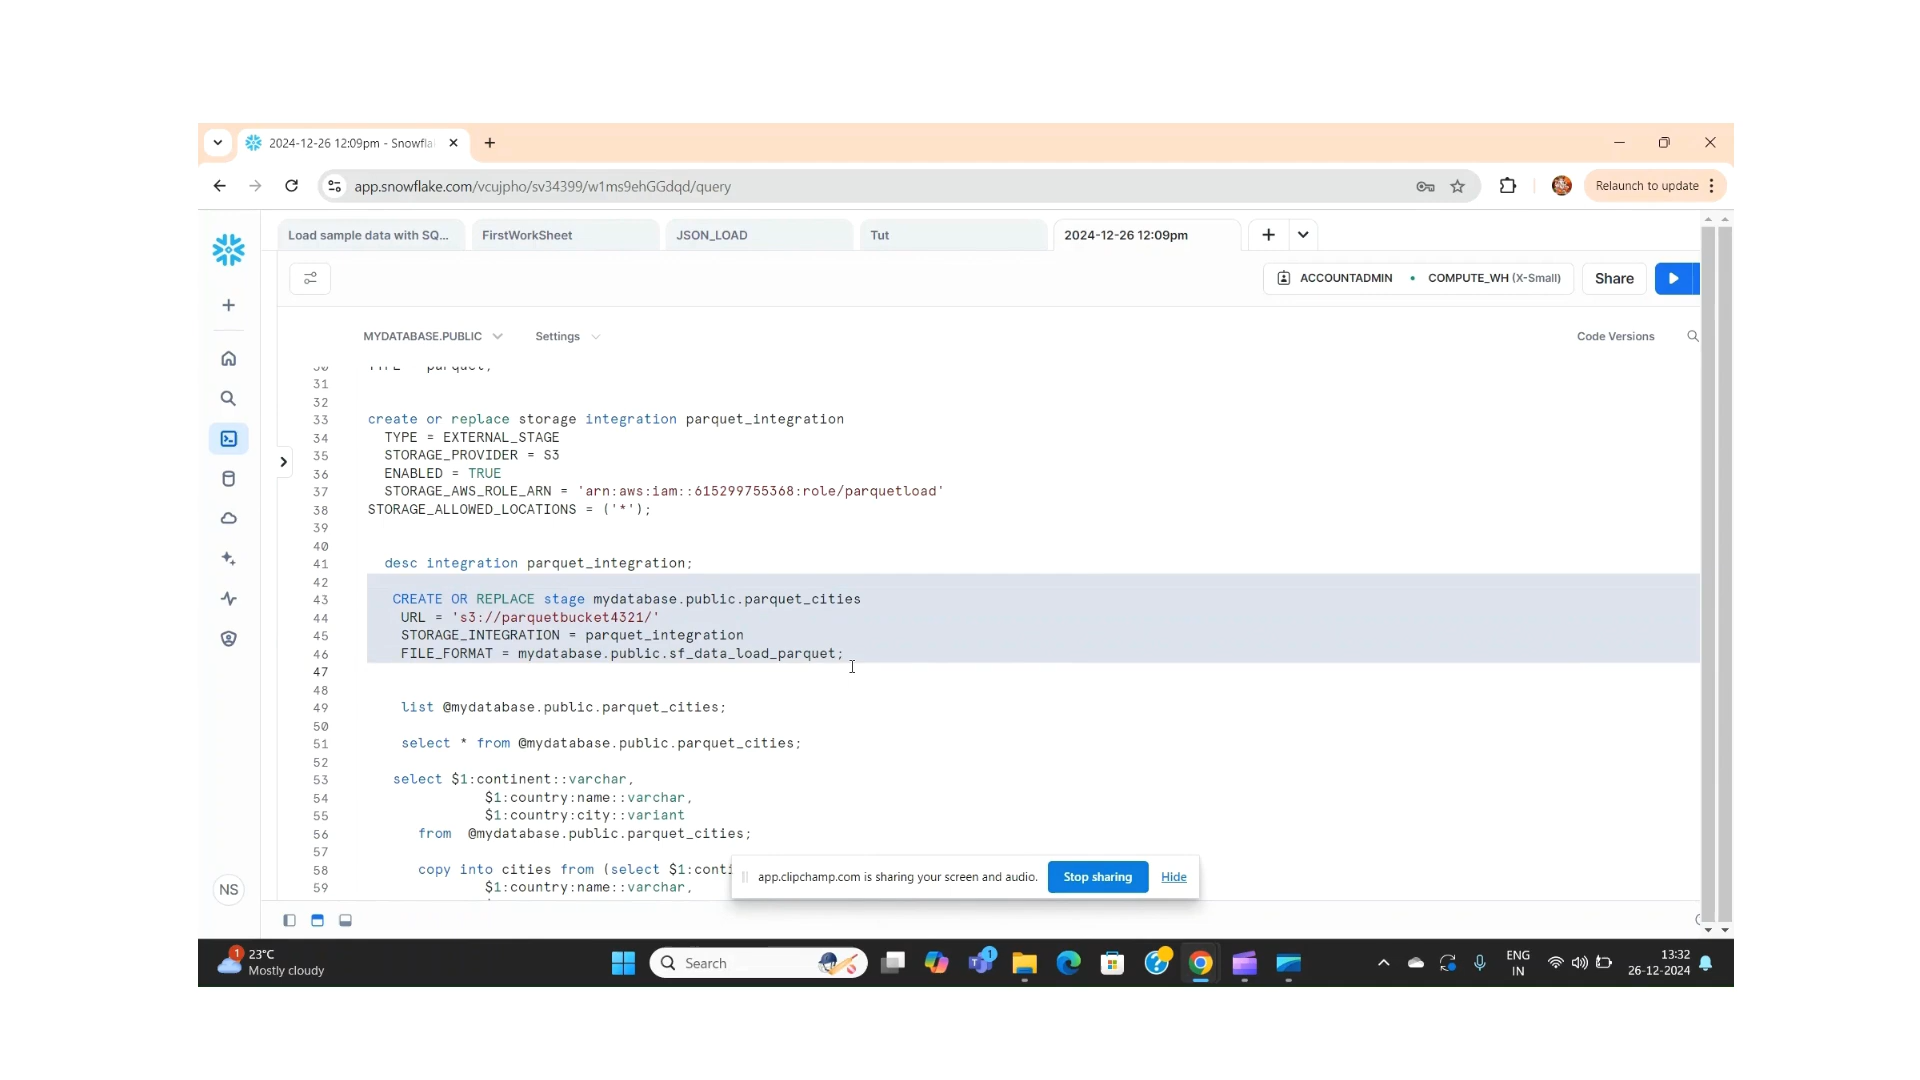 2024-12-26 12:09pm - Snowfla
app.snowflake.com/vcujpho/sv34399/w1ms9ehGGdqd/query
Relaunch to update
Load sample data with SQ...
FirstWorkSheet
JSON_LOAD
Tut
2024-12-26 12:09pm
ACCOUNTADMIN
COMPUTE_WH (X-Small)
Share
MYDATABASE.PUBLIC
Settings
Code Versions
30 TYPE = parquet;
31
32
33 create or replace storage integration parquet_integration
34 TYPE = EXTERNAL_STAGE
35 STORAGE_PROVIDER = S3
36 ENABLED = TRUE
37 STORAGE_AWS_ROLE_ARN = 'arn:aws:iam::615299755368:role/parquetload'
38 STORAGE_ALLOWED_LOCATIONS = ('*');
39
40
41 desc integration parquet_integration;
42
43 CREATE OR REPLACE stage mydatabase.public.parquet_cities
44 URL = 's3://parquetbucket4321/'
45 STORAGE_INTEGRATION = parquet_integration
46 FILE_FORMAT = mydatabase.public.sf_data_load_parquet;
47
48
49 list @mydatabase.public.parquet_cities;
50
51 select * from @mydatabase.public.parquet_cities;
52
53 select $1:continent::varchar,
54 $1:country:name::varchar,
55 $1:country:city::variant
56 from @mydatabase.public.parquet_cities;
57
58 copy into cities from (select $1:conti
59 $1:country:name::varchar,
app.clipchamp.com is sharing your screen and audio.
Stop sharing
Hide
NS
1
23°C
Mostly cloudy
Search
1
ENG
IN
13:32
26-12-2024